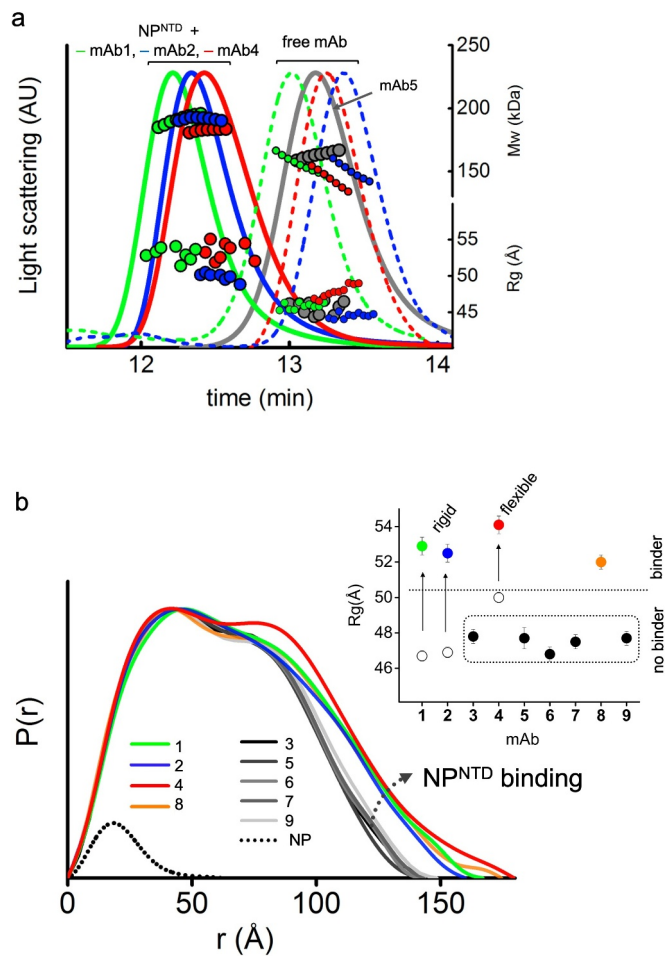 a
NP^NTD +
mAb1, mAb2, mAb4
free mAb
mAb5
Light scattering (AU)
250
200
150
Mw (kDa)
55
50
45
Rg (Å)
12 13 14
time (min)
b
P(r)
1
2
4
8
3
5
6
7
9
NP
NP^NTD binding
0 50 100 150
r (Å)
rigid
flexible
Rg(Å)
54
52
50
48
46
binder
no binder
1 2 3 4 5 6 7 8 9
mAb